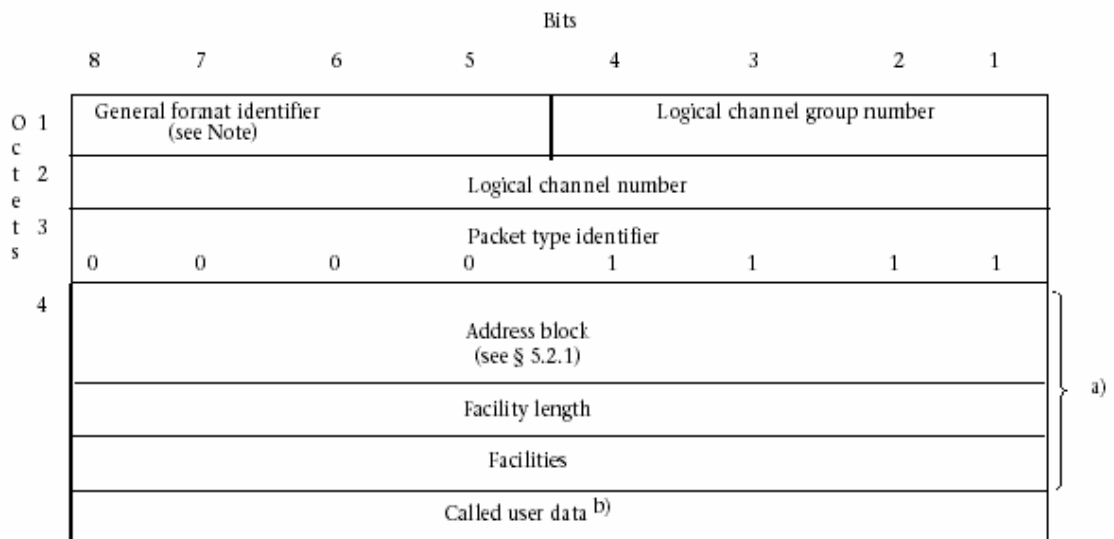 Bits
8 7 6 5 4 3 2 1
Octets
1
General format identifier
(see Note)
Logical channel group number
2
Logical channel number
3
Packet type identifier
0 0 0 0 1 1 1 1
4
Address block
(see § 5.2.1)
a)
Facility length
Facilities
Called user data b)